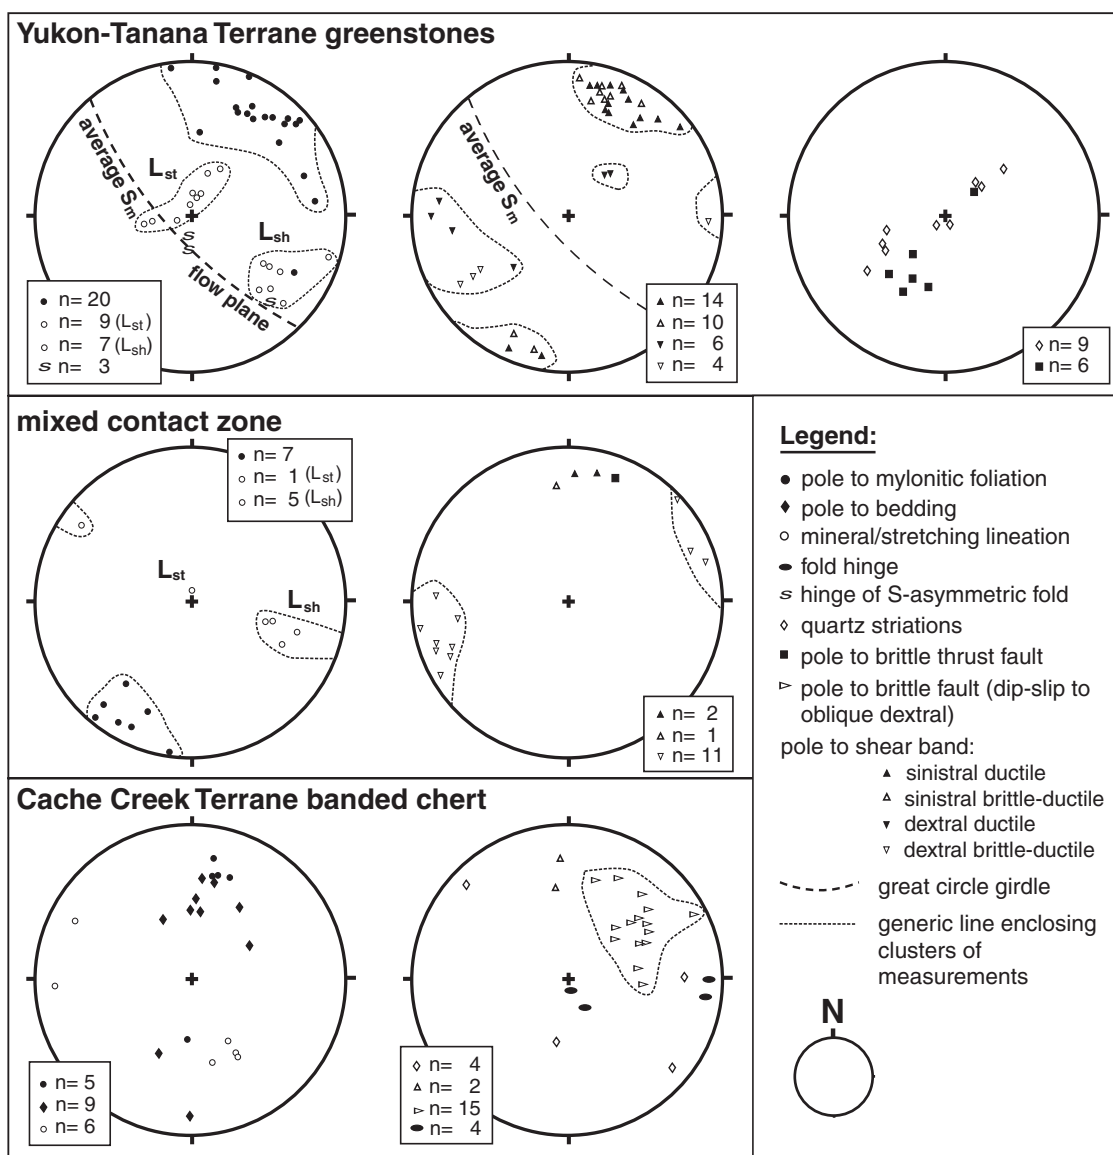 Yukon-Tanana Terrane greenstones
average Sm
flow plane
Lst
Lsh
n= 20
n= 9 (Lst)
n= 7 (Lsh)
n= 3
average Sm
n= 14
n= 10
n= 6
n= 4
n= 9
n= 6
mixed contact zone
n= 7
n= 1 (Lst)
n= 5 (Lsh)
Lst
Lsh
n= 2
n= 1
n= 11
Cache Creek Terrane banded chert
n= 5
n= 9
n= 6
n= 4
n= 2
n= 15
n= 4
Legend:
pole to mylonitic foliation
pole to bedding
mineral/stretching lineation
fold hinge
hinge of S-asymmetric fold
quartz striations
pole to brittle thrust fault
pole to brittle fault (dip-slip to
oblique dextral)
pole to shear band:
sinistral ductile
sinistral brittle-ductile
dextral ductile
dextral brittle-ductile
great circle girdle
generic line enclosing
clusters of
measurements
N